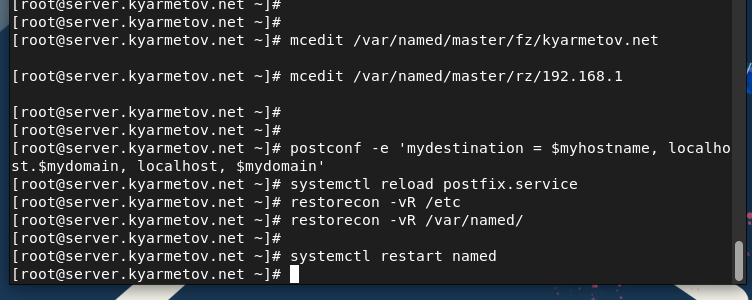 [root@server.kyarmetov.net ~]#
[root@server.kyarmetov.net ~]#
[root@server.kyarmetov.net ~]# mcedit /var/named/master/fz/kyarmetov.net
[root@server.kyarmetov.net ~]# mcedit /var/named/master/rz/192.168.1
[root@server.kyarmetov.net ~]#
[root@server.kyarmetov.net ~]#
[root@server.kyarmetov.net ~]# postconf -e 'mydestination = $myhostname, localho
st.$mydomain, localhost, $mydomain'
[root@server.kyarmetov.net ~]# systemctl reload postfix.service
[root@server.kyarmetov.net ~]# restorecon -vR /etc
[root@server.kyarmetov.net ~]# restorecon -vR /var/named/
[root@server.kyarmetov.net ~]#
[root@server.kyarmetov.net ~]# systemctl restart named
[root@server.kyarmetov.net ~]#